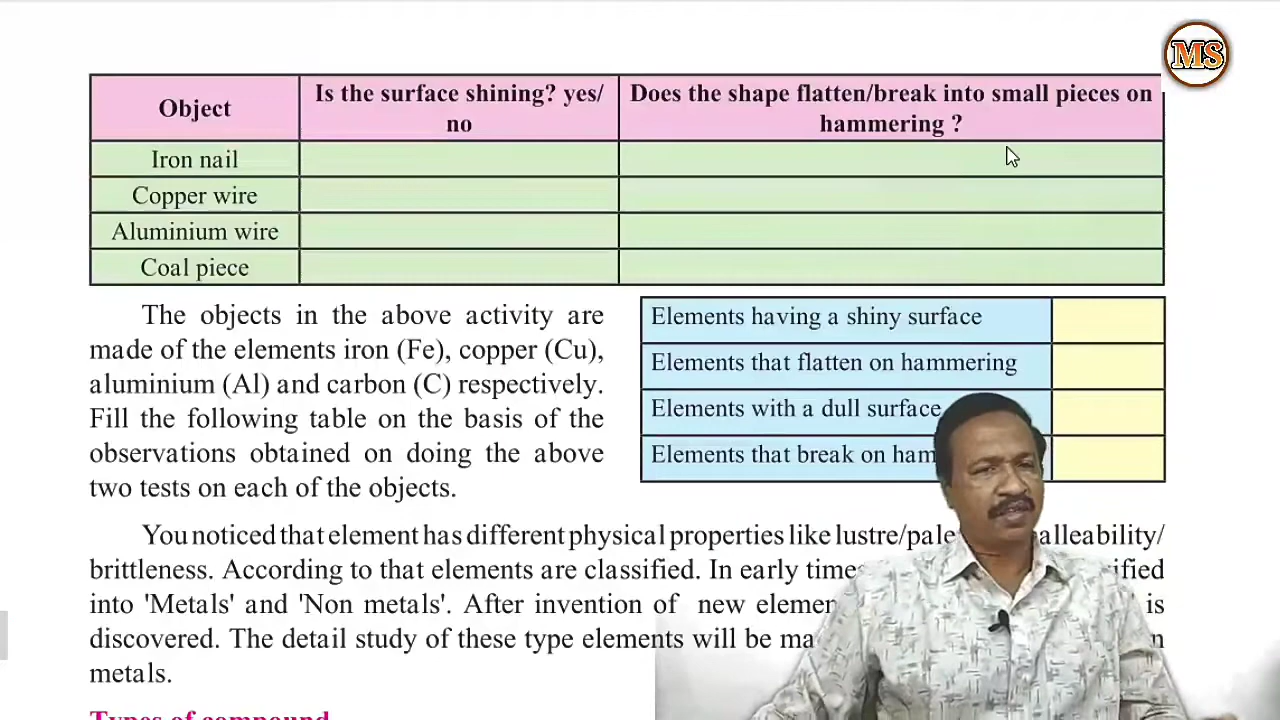 MS
Object
Is the surface shining? yes/
no
Does the shape flatten/break into small pieces on
hammering ?
Iron nail
Copper wire
Aluminium wire
Coal piece
The objects in the above activity are
made of the elements iron (Fe), copper (Cu),
aluminium (Al) and carbon (C) respectively.
Fill the following table on the basis of the
observations obtained on doing the above
two tests on each of the objects.
Elements having a shiny surface
Elements that flatten on hammering
Elements with a dull surface
Elements that break on ham
You noticed that element has different physical properties like lustre/pale alleability/
brittleness. According to that elements are classified. In early time ified
into 'Metals' and 'Non metals'. After invention of new elemen is
discovered. The detail study of these type elements will be ma n
metals.
Types of compound